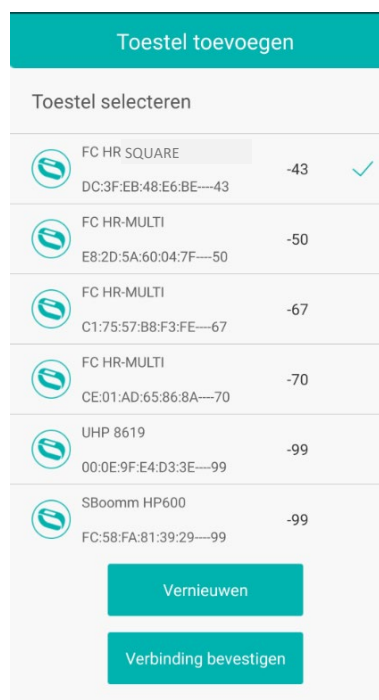 Toestel toevoegen
Toestel selecteren
FC HR SQUARE
DC:3F:EB:48:E6:BE----43
-43
FC HR-MULTI
E8:2D:5A:60:04:7F----50
-50
FC HR-MULTI
C1:75:57:B8:F3:FE----67
-67
FC HR-MULTI
CE:01:AD:65:86:8A----70
-70
UHP 8619
00:0E:9F:E4:D3:3E----99
-99
SBoomm HP600
FC:58:FA:81:39:29----99
-99
Vernieuwen
Verbinding bevestigen